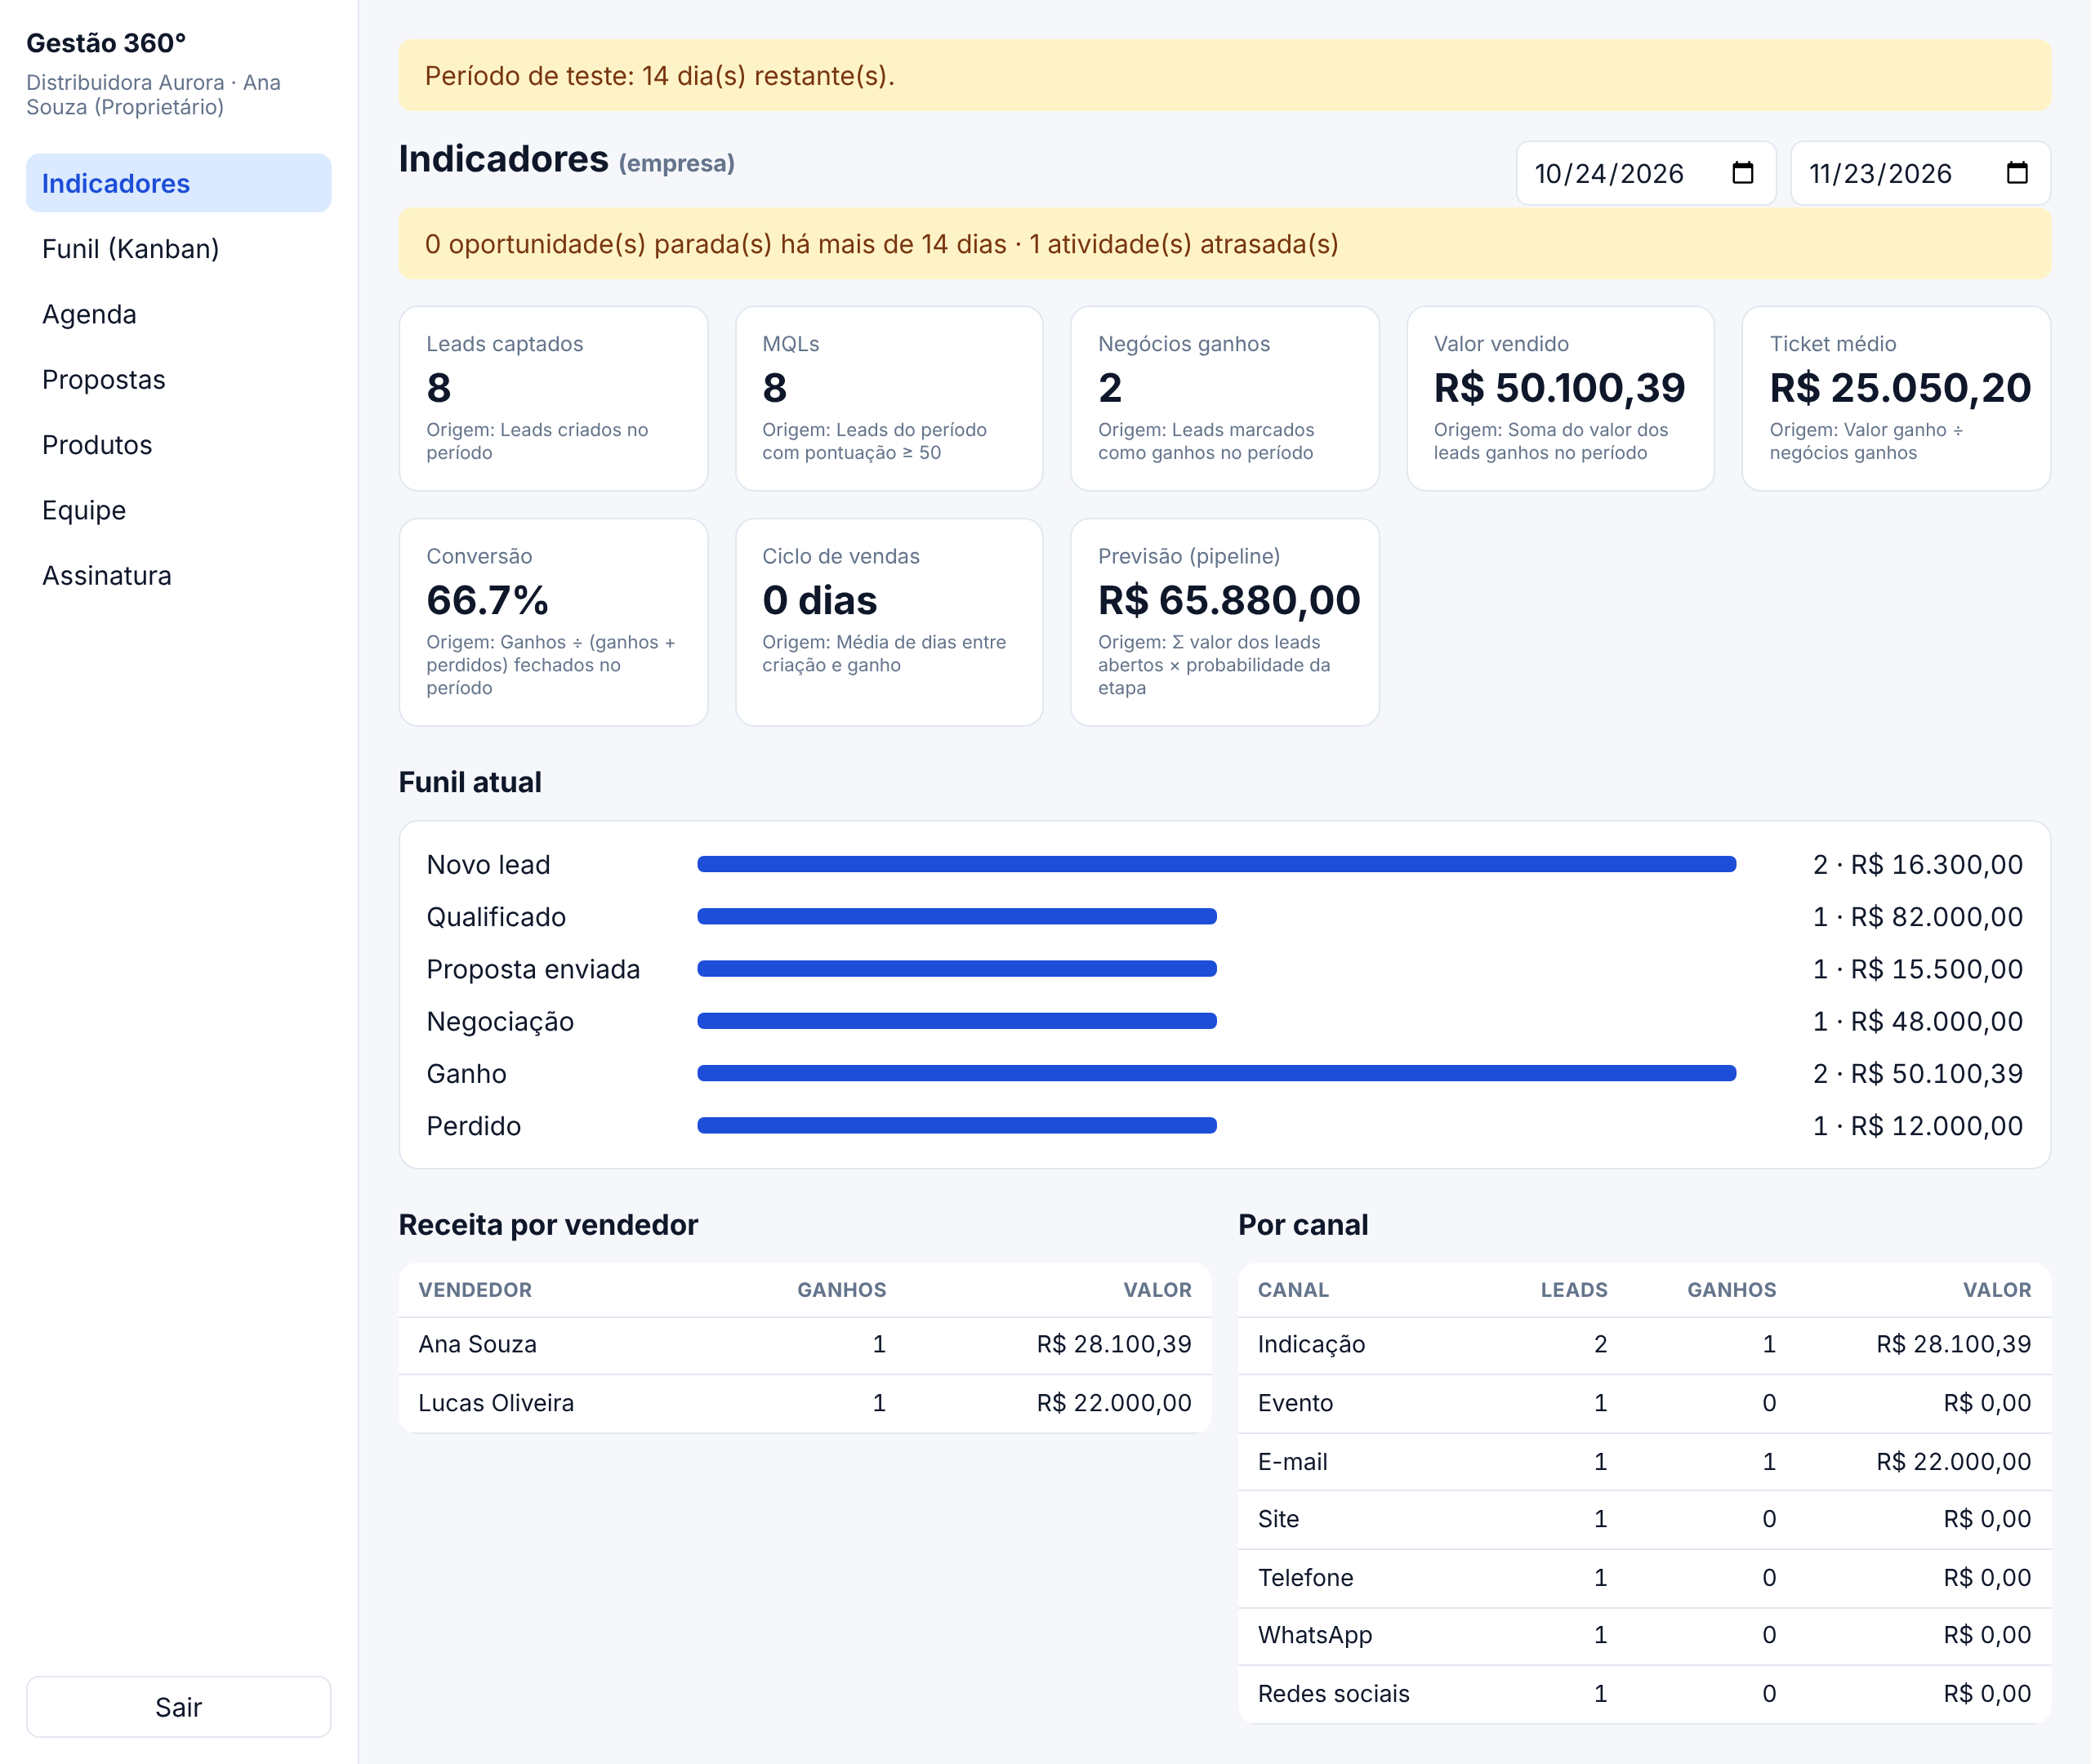 Gestão 360°
Distribuidora Aurora · Ana
Souza (Proprietário)
Indicadores
Funil (Kanban)
Agenda
Propostas
Produtos
Equipe
Assinatura
Sair
Período de teste: 14 dia(s) restante(s).
Indicadores (empresa)
10/24/2026
11/23/2026
0 oportunidade(s) parada(s) há mais de 14 dias · 1 atividade(s) atrasada(s)
Leads captados
8
Origem: Leads criados no
período
MQLs
8
Origem: Leads do período
com pontuação ≥ 50
Negócios ganhos
2
Origem: Leads marcados
como ganhos no período
Valor vendido
R$ 50.100,39
Origem: Soma do valor dos
leads ganhos no período
Ticket médio
R$ 25.050,20
Origem: Valor ganho ÷
negócios ganhos
Conversão
66.7%
Origem: Ganhos ÷ (ganhos +
perdidos) fechados no
período
Ciclo de vendas
0 dias
Origem: Média de dias entre
criação e ganho
Previsão (pipeline)
R$ 65.880,00
Origem: Σ valor dos leads
abertos × probabilidade da
etapa
Funil atual
Novo lead 2 · R$ 16.300,00
Qualificado 1 · R$ 82.000,00
Proposta enviada 1 · R$ 15.500,00
Negociação 1 · R$ 48.000,00
Ganho 2 · R$ 50.100,39
Perdido 1 · R$ 12.000,00
Receita por vendedor
VENDEDOR GANHOS VALOR
Ana Souza 1 R$ 28.100,39
Lucas Oliveira 1 R$ 22.000,00
Por canal
CANAL LEADS GANHOS VALOR
Indicação 2 1 R$ 28.100,39
Evento 1 0 R$ 0,00
E-mail 1 1 R$ 22.000,00
Site 1 0 R$ 0,00
Telefone 1 0 R$ 0,00
WhatsApp 1 0 R$ 0,00
Redes sociais 1 0 R$ 0,00